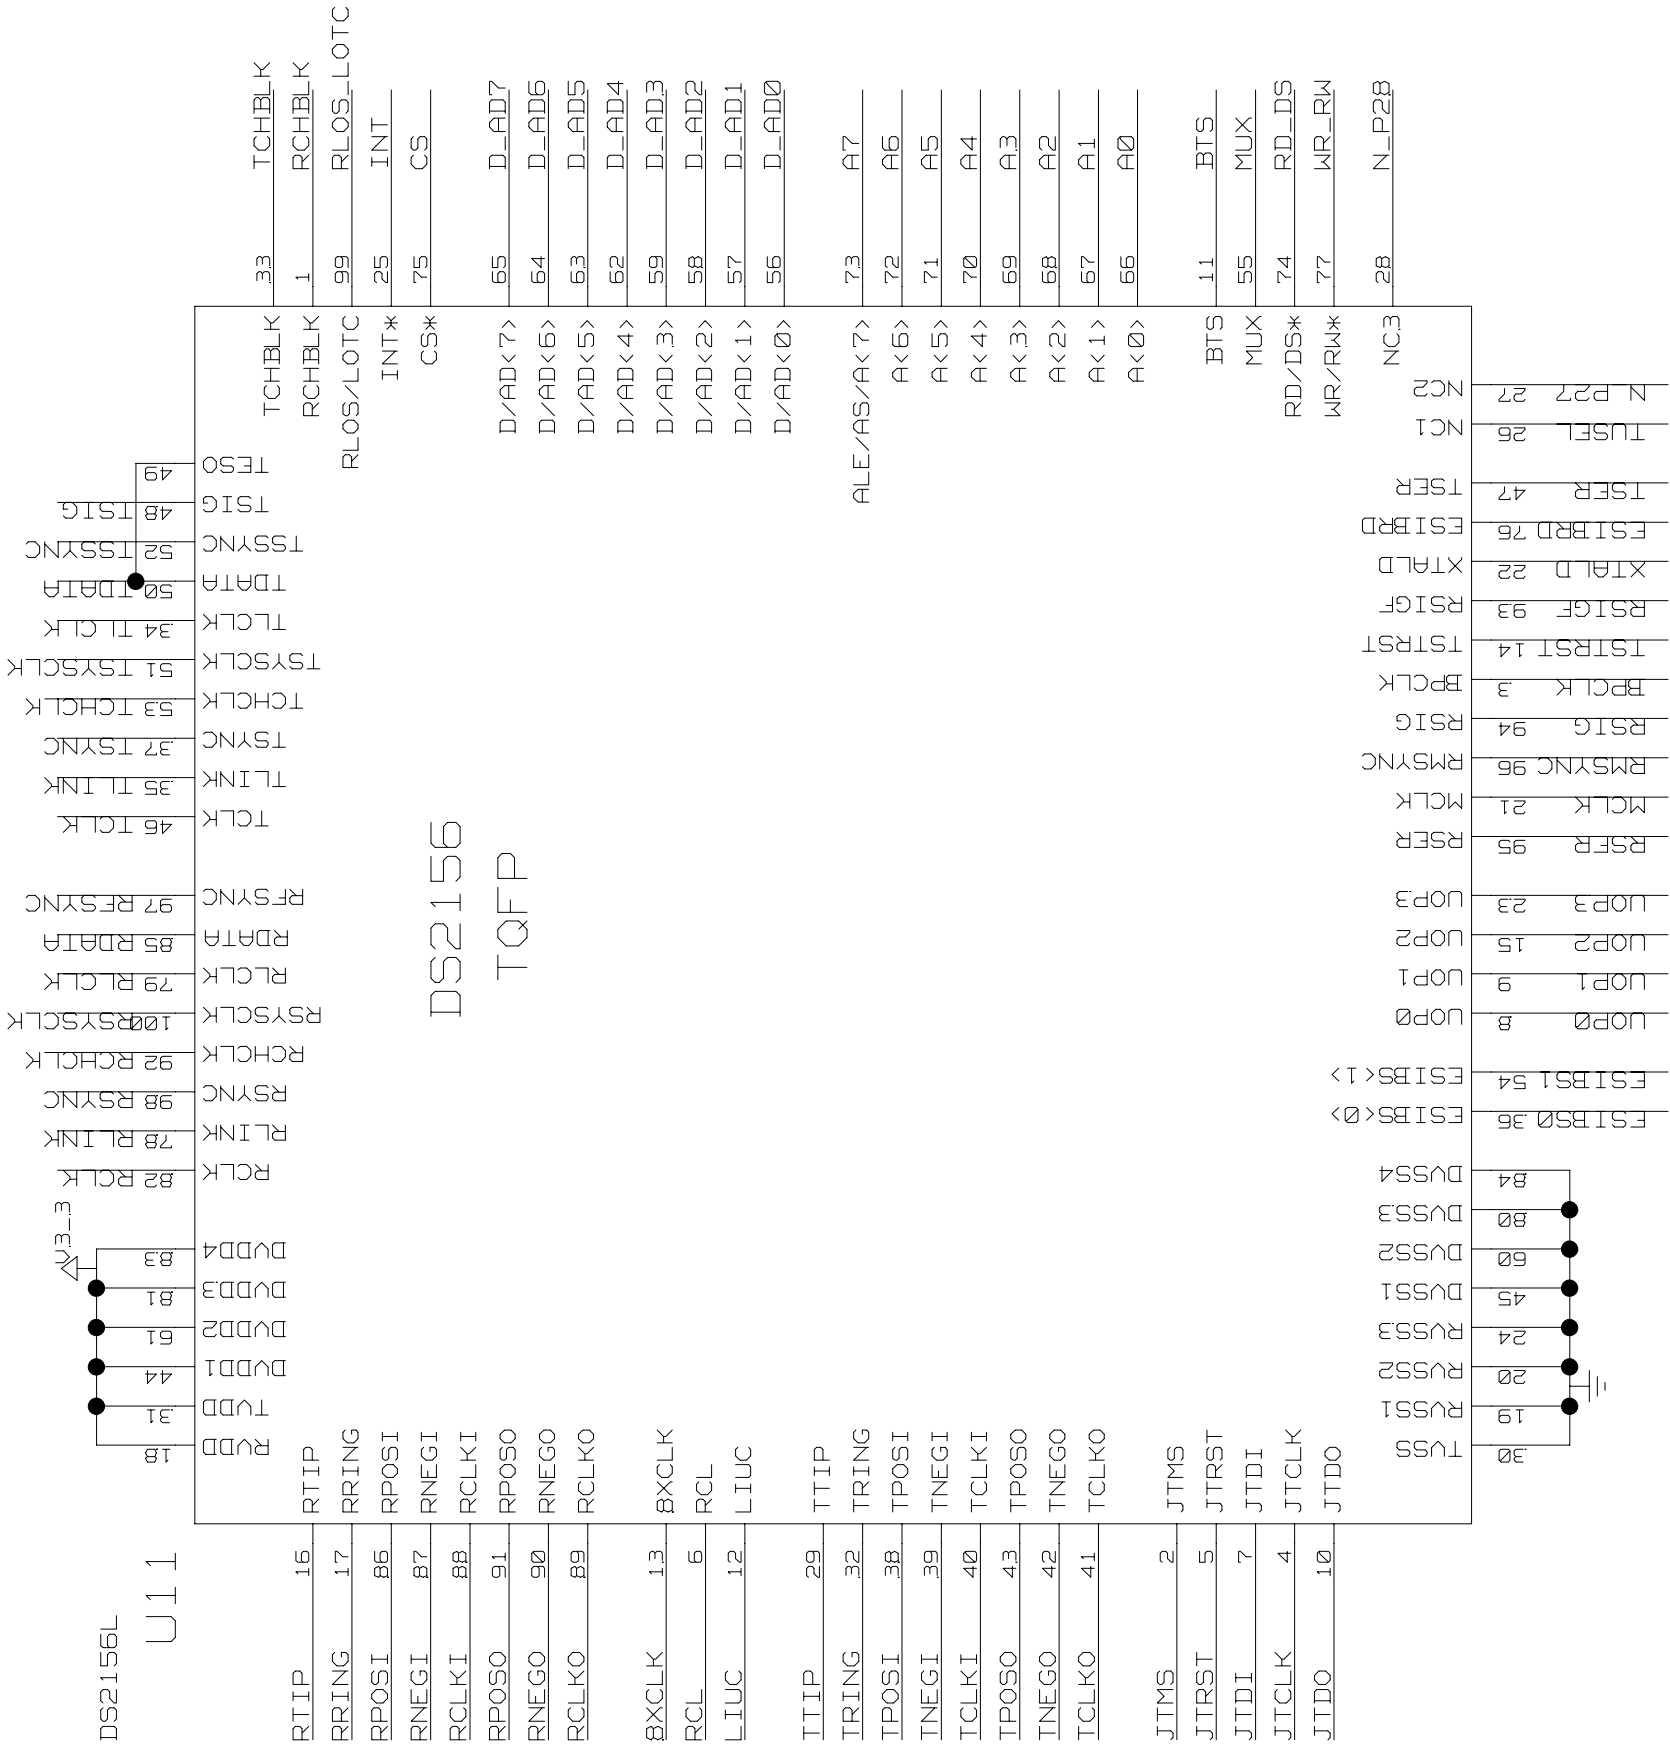 TCHBLK 33 TCHBLK
RCHBLK 1 RCHBLK
RLOS_LOTC 99 RLOS/LOTC
INT 25 INT*
CS 75 CS*
D_AD7 65 D/AD<7>
D_AD6 64 D/AD<6>
D_AD5 63 D/AD<5>
D_AD4 62 D/AD<4>
D_AD3 59 D/AD<3>
D_AD2 58 D/AD<2>
D_AD1 57 D/AD<1>
D_AD0 56 D/AD<0>
A7 73 ALE/AS/A<7>
A6 72 A<6>
A5 71 A<5>
A4 70 A<4>
A3 69 A<3>
A2 68 A<2>
A1 67 A<1>
A0 66 A<0>
BTS 11 BTS
MUX 55 MUX
RD_DS 74 RD/DS*
WR_RW 77 WR/RW*
N_P28 28 NC3
49 TESO
TSIG 48 TSIG
TSSYNC 52 TSSYNC
TDATA 50 TDATA
TLCLK 34 TLCLK
TSYSCLK 51 TSYSCLK
TCHCLK 53 TCHCLK
TSYNC 37 TSYNC
TLINK 35 TLINK
TCLK 46 TCLK
RFSYNC 97 RFSYNC
RDATA 85 RDATA
RLCLK 79 RLCLK
RSYSCLK 100 RSYSCLK
RCHCLK 92 RCHCLK
RSYNC 98 RSYNC
RLINK 78 RLINK
RCLK 82 RCLK
V3_3
83 DVDD4
81 DVDD3
61 DVDD2
44 DVDD1
31 TVDD
18 RVDD
DS2156
TQFP
NC2 27 N_P27
NC1 26 TUSEL
TSER 47 TSER
ESIBRD 76 ESIBRD
XTALD 22 XTALD
RSIGF 93 RSIGF
TSTRST 14 TSTRST
BPCLK 3 BPCLK
RSIG 94 RSIG
RMSYNC 96 RMSYNC
MCLK 21 MCLK
RSER 95 RSER
UOP3 23 UOP3
UOP2 15 UOP2
UOP1 9 UOP1
UOP0 8 UOP0
ESIBS<1> 54 ESIBS1
ESIBS<0> 36 ESIBS0
DVSS4 84
DVSS3 80
DVSS2 60
DVSS1 45
RVSS3 24
RVSS2 20
RVSS1 19
TVSS 30
DS2156L
U11
RTIP 16 RTIP
RRING 17 RRING
RPOSI 86 RPOSI
RNEGI 87 RNEGI
RCLKI 88 RCLKI
RPOSO 91 RPOSO
RNEGO 90 RNEGO
RCLKO 89 RCLKO
8XCLK 13 8XCLK
RCL 6 RCL
LIUC 12 LIUC
TTIP 29 TTIP
TRING 32 TRING
TPOSI 38 TPOSI
TNEGI 39 TNEGI
TCLKI 40 TCLKI
TPOSO 43 TPOSO
TNEGO 42 TNEGO
TCLKO 41 TCLKO
JTMS 2 JTMS
JTRST 5 JTRST
JTDI 7 JTDI
JTCLK 4 JTCLK
JTDO 10 JTDO